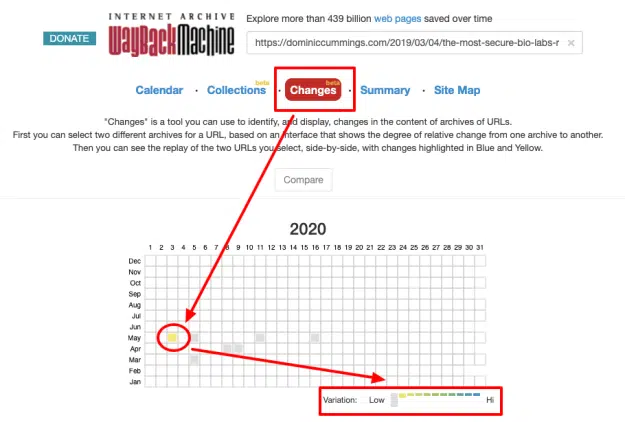 INTERNET ARCHIVE
Explore more than 439 billion web pages saved over time
DONATE
WayBackMachine
https://dominiccummings.com/2019/03/04/the-most-secure-bio-labs-r ×
beta beta
Calendar · Collections · Changes · Summary · Site Map
"Changes" is a tool you can use to identify, and display, changes in the content of archives of URLs.
First you can select two different archives for a URL, based on an interface that shows the degree of relative change from one archive to another.
Then you can see the replay of the two URLs you select, side-by-side, with changes highlighted in Blue and Yellow.
Compare
2020
1 2 3 4 5 6 7 8 9 10 11 12 13 14 15 16 17 18 19 20 21 22 23 24 25 26 27 28 29 30 31
Dec
Nov
Oct
Sep
Aug
Jul
Jun
May
Apr
Mar
Feb
Jan
Variation: Low Hi